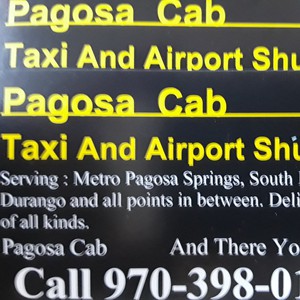 Pagosa Cab
Taxi And Airport Shu
Pagosa Cab
Taxi And Airport Shu
Serving : Metro Pagosa Springs, South
Durango and all points in between. Deli
of all kinds.
Pagosa Cab And There Yo
Call 970-398-01